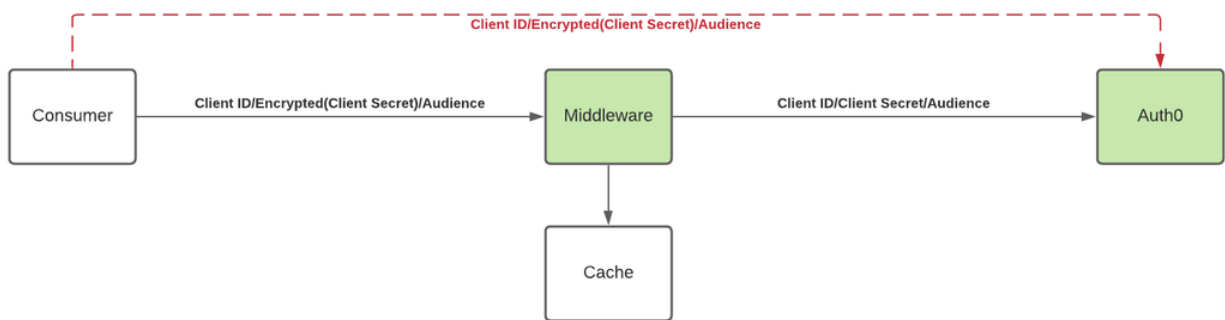 Client ID/Encrypted(Client Secret)/Audience
Consumer
Client ID/Encrypted(Client Secret)/Audience
Middleware
Client ID/Client Secret/Audience
Auth0
Cache